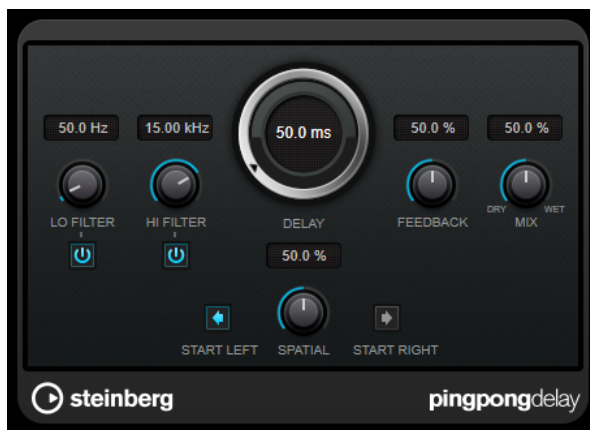 50.0 Hz
15.00 kHz
50.0 ms
50.0 %
50.0 %
LO FILTER
HI FILTER
DELAY
FEEDBACK
DRY
MIX
WET
50.0 %
START LEFT
SPATIAL
START RIGHT
steinberg
pingpongdelay